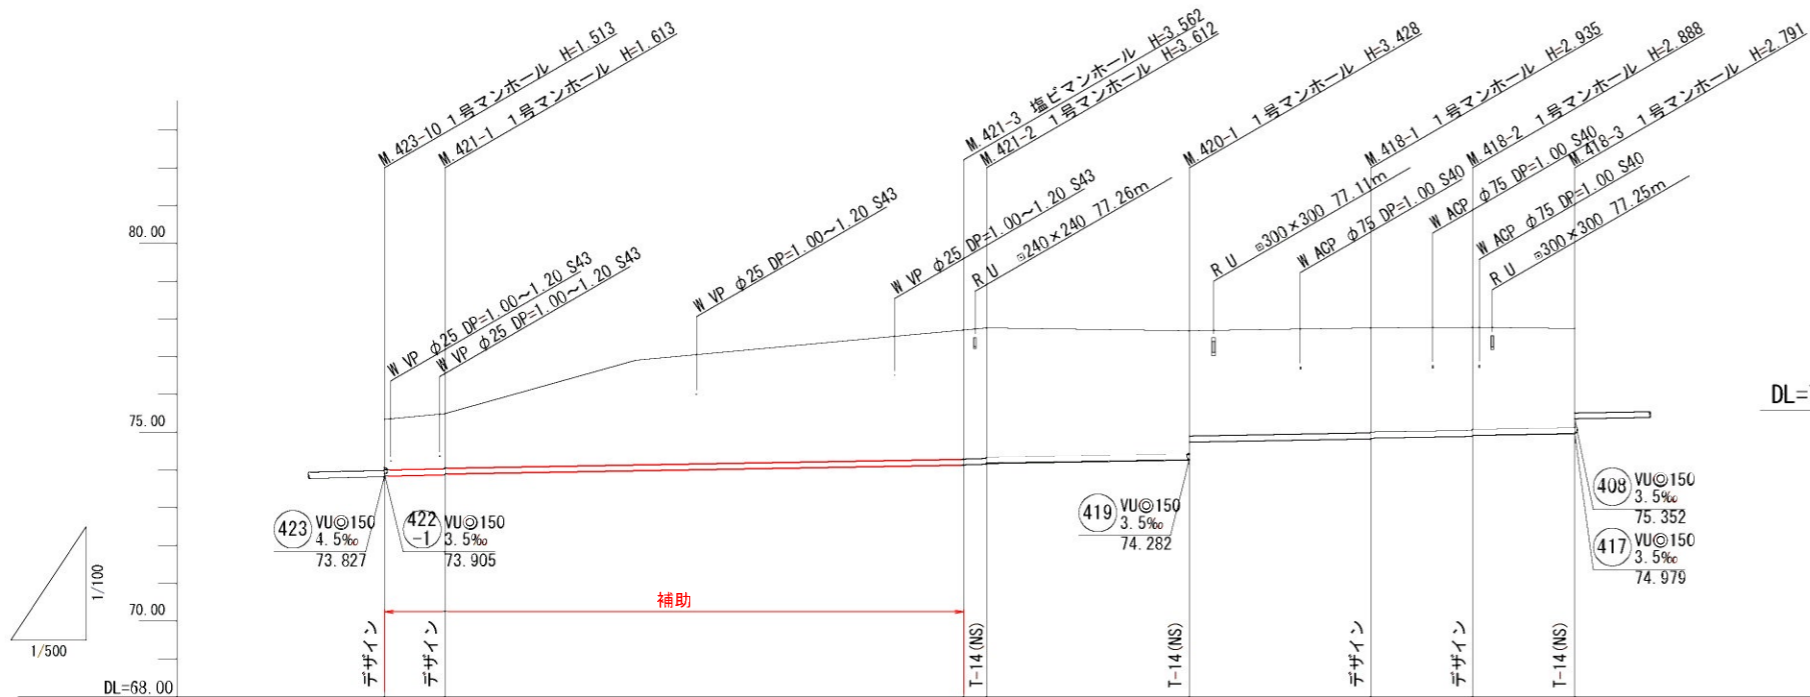 M.423-10 1号マンホール H=1.513
M.421-1 1号マンホール H=1.613
M.421-3 塩ビマンホール H=3.562
M.421-2 1号マンホール H=3.612
M.420-1 1号マンホール H=3.428
M.418-1 1号マンホール H=2.935
M.418-2 1号マンホール H=2.888
M.418-3 1号マンホール H=2.791
W VP φ25 DP=1.00～1.20 S43
W VP φ25 DP=1.00～1.20 S43
W VP φ25 DP=1.00～1.20 S43
W VP φ25 DP=1.00～1.20 S43
R U 240×240 77.26m
R U 300×300 77.11m
W ACP φ75 DP=1.00 S40
W ACP φ75 DP=1.00 S40
W ACP φ75 DP=1.00 S40
R U 300×300 77.25m
80.00
75.00
70.00
DL=68.00
DL=
423 VU◎150
4.5‰
73.827
422-1 VU◎150
3.5‰
73.905
419 VU◎150
3.5‰
74.282
408 VU◎150
3.5‰
75.352
417 VU◎150
3.5‰
74.979
補助
1/100
1/500
デザイン
デザイン
T-14(NS)
T-14(NS)
デザイン
デザイン
T-14(NS)